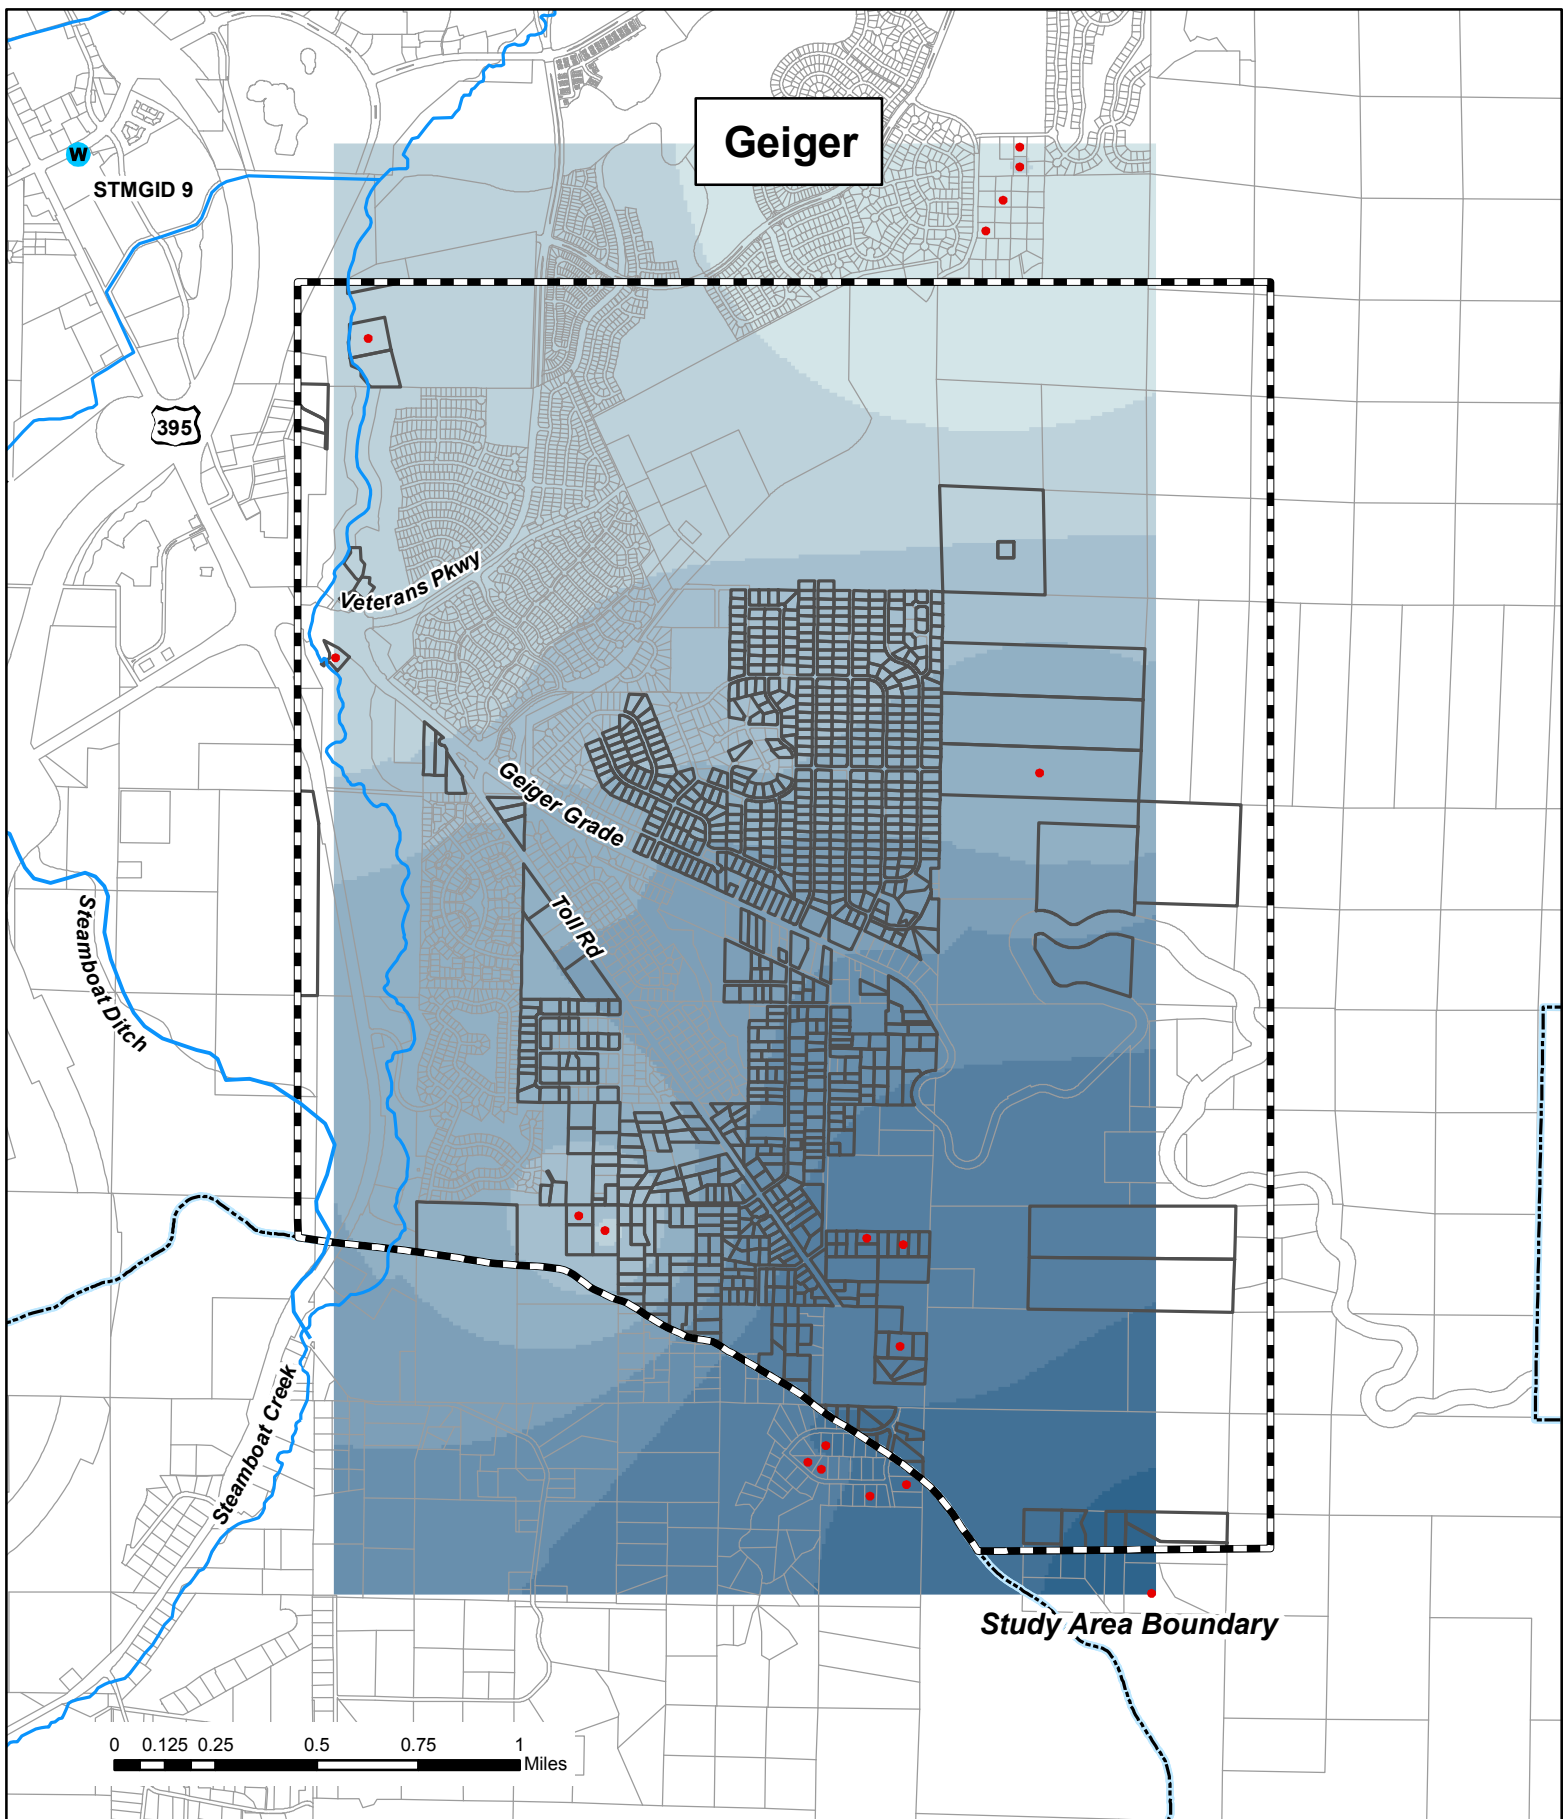 Geiger
W
STMGID 9
395
Veterans Pkwy
Geiger Grade
Toll Rd
Steamboat Ditch
Steamboat Creek
Study Area Boundary
0 0.125 0.25 0.5 0.75 1
Miles